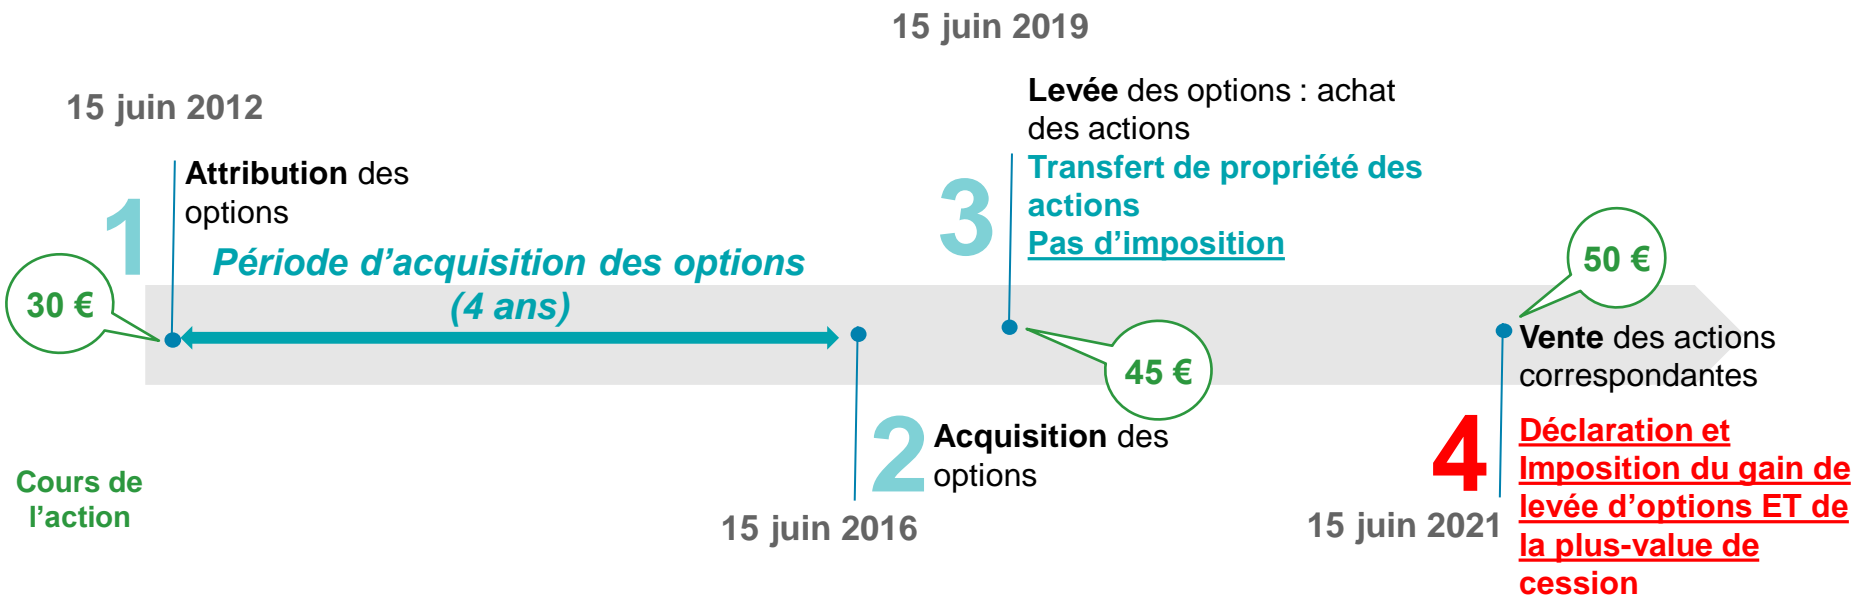 15 juin 2019
Levée des options : achat
des actions
Transfert de propriété des
actions
Pas d’imposition
3
15 juin 2012
Attribution des
options
1
Période d’acquisition des options
(4 ans)
30 €
45 €
50 €
Vente des actions
correspondantes
2
Acquisition des
options
15 juin 2016
4
Déclaration et
Imposition du gain de
levée d’options ET de
la plus-value de
cession
15 juin 2021
Cours de
l’action